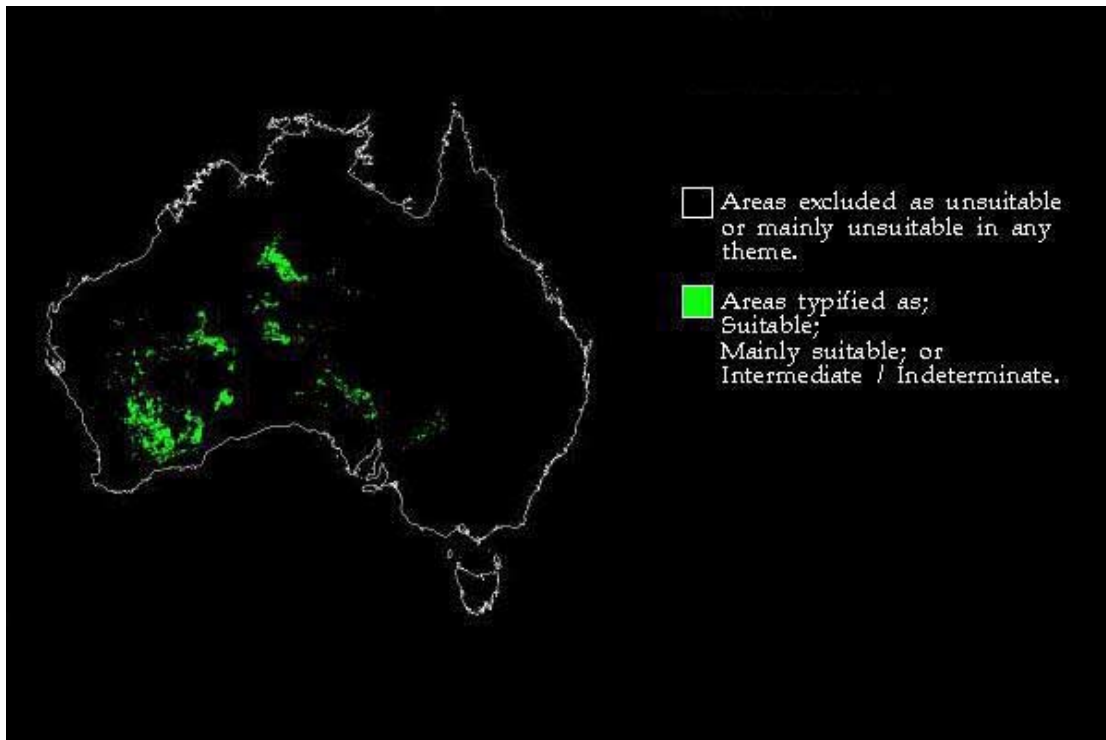 Areas excluded as unsuitable
or mainly unsuitable in any
theme.
Areas typified as;
Suitable;
Mainly suitable; or
Intermediate / Indeterminate.